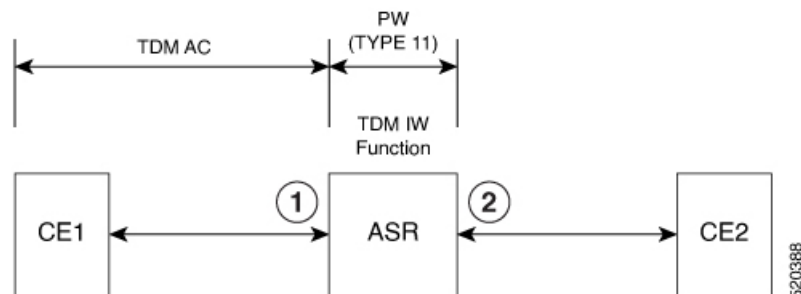 PW
(TYPE 11)
TDM AC
TDM IW
Function
CE1
1
ASR
2
CE2
520388